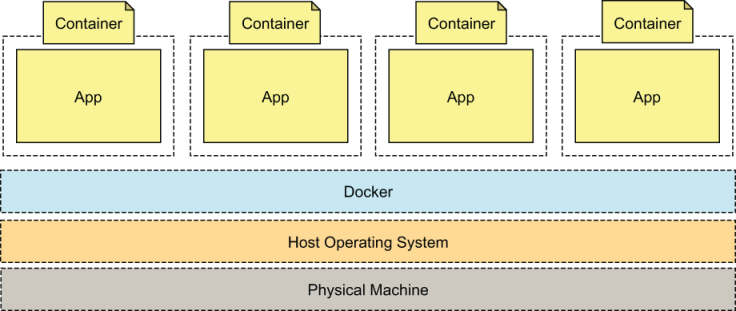 Container
Container
Container
Container
App
App
App
App
Docker
Host Operating System
Physical Machine